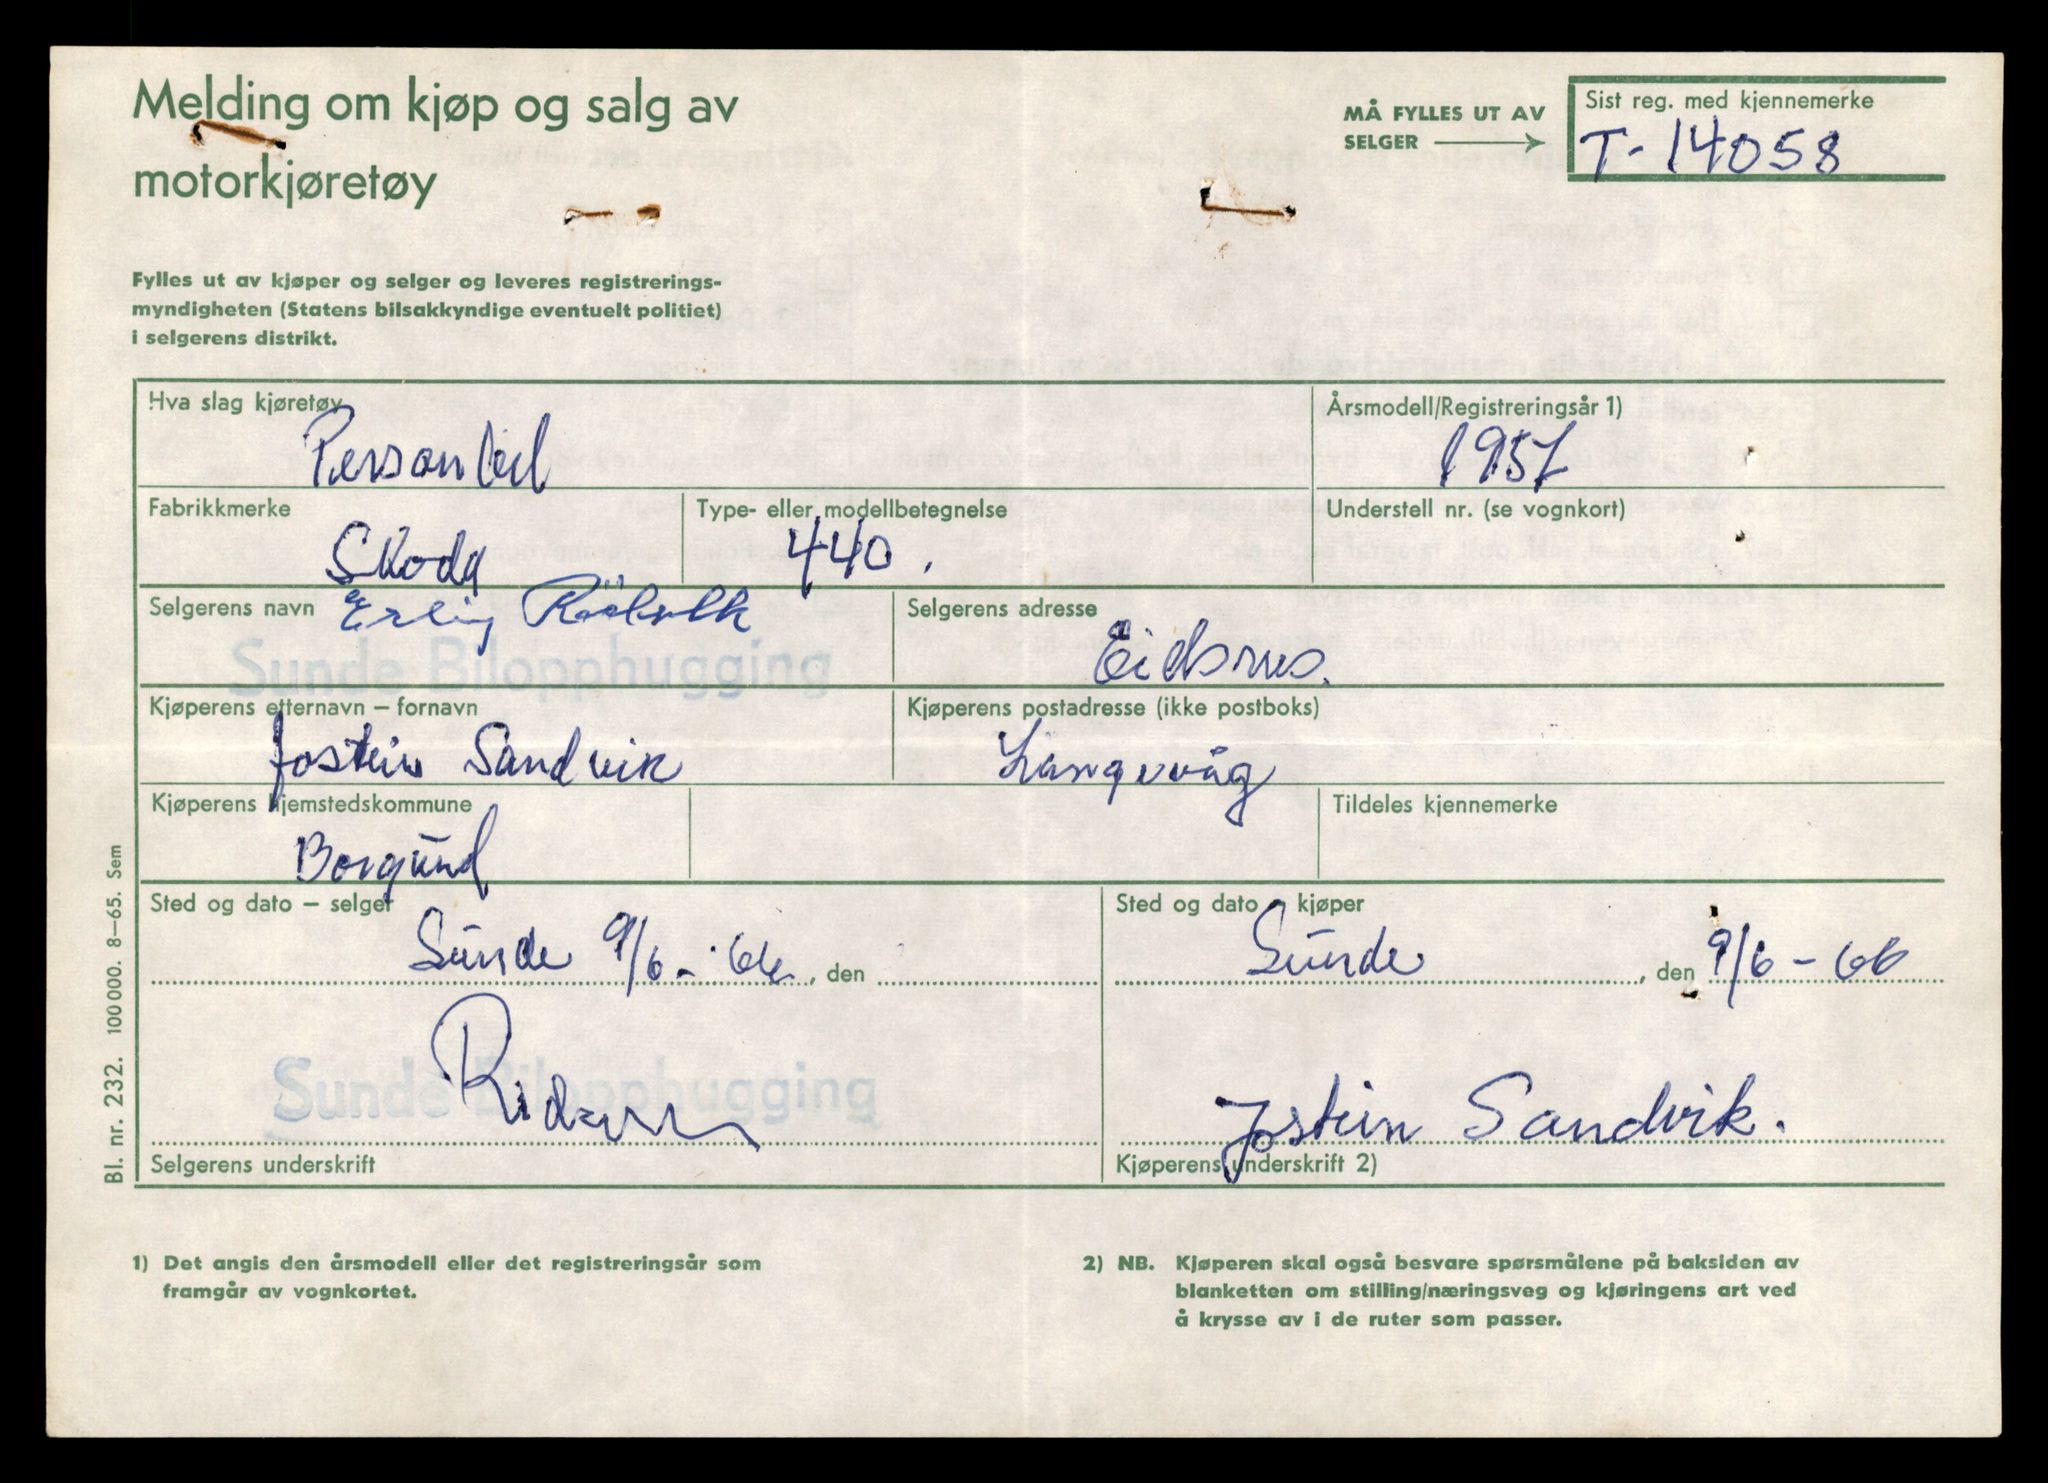 Melding om kjøp og salg av
motorkjøretøy
MÅ FYLLES UT AV
SELGER
Sist reg. med kjennemerke
T-14058
Fylles ut av kjøper og selger og leveres registrerings-
myndigheten (Statens bilsakkyndige eventuelt politiet)
i selgerens distrikt.
Hva slag kjøretøy
Personbil
Årsmodell/Registreringsår 1)
1957
Fabrikkmerke
Skoda
Type- eller modellbetegnelse
440.
Understell nr. (se vognkort)
Selgerens navn
Erling
Sunde Bilopphugging
Selgerens adresse
Eidsnes.
Kjøperens etternavn – fornavn
Jostein Sandvik
Kjøperens postadresse (ikke postboks)
Langevåg
Kjøperens hjemstedskommune
Borgund
Tildeles kjennemerke
Sted og dato – selger
Sunde 9/6 - 66, den
Sted og dato – kjøper
Sunde, den 9/6 - 66
Sunde Bilopphugging
Selgerens underskrift
Jostein Sandvik.
Kjøperens underskrift 2)
Bl. nr. 232. 100 000. 8–65. Sem
1) Det angis den årsmodell eller det registreringsår som
framgår av vognkortet.
2) NB. Kjøperen skal også besvare spørsmålene på baksiden av
blanketten om stilling/næringsveg og kjøringens art ved
å krysse av i de ruter som passer.